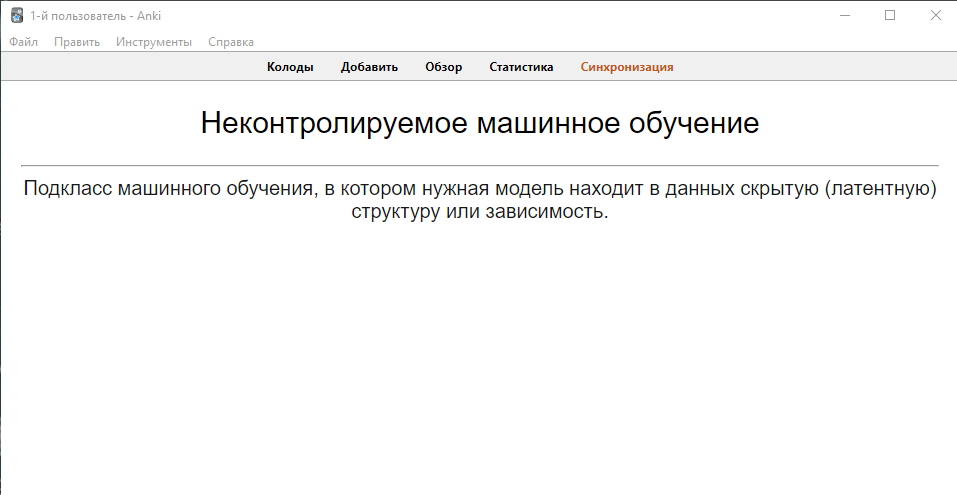 1-й пользователь - Anki
Файл Править Инструменты Справка
Колоды Добавить Обзор Статистика Синхронизация
Неконтролируемое машинное обучение
Подкласс машинного обучения, в котором нужная модель находит в данных скрытую (латентную)
структуру или зависимость.